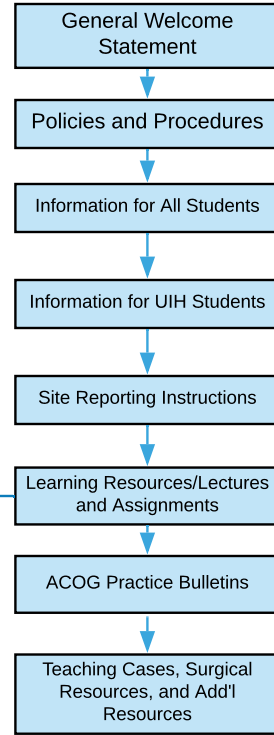 General Welcome
Statement
Policies and Procedures
Information for All Students
Information for UIH Students
Site Reporting Instructions
Learning Resources/Lectures
and Assignments
ACOG Practice Bulletins
Teaching Cases, Surgical
Resources, and Add'l
Resources